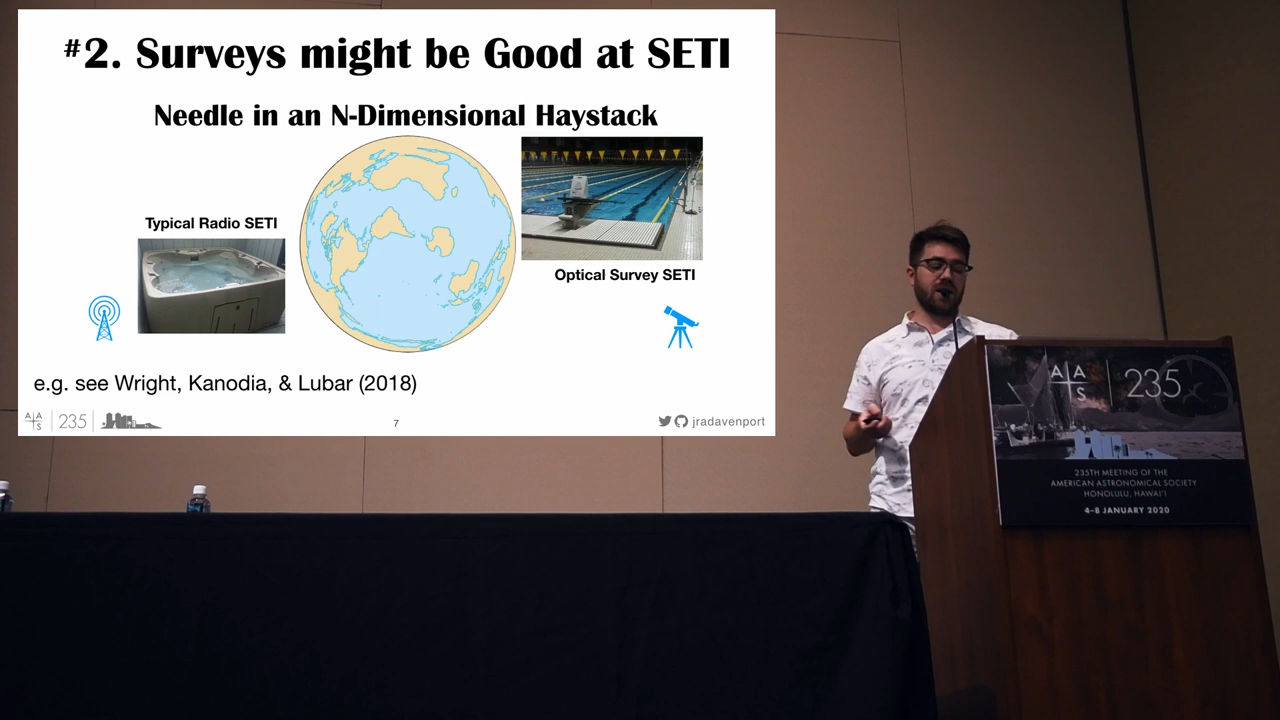 #2. Surveys might be Good at SETI
Needle in an N-Dimensional Haystack
Typical Radio SETI
Optical Survey SETI
e.g. see Wright, Kanodia, & Lubar (2018)
AAS | 235
7
jradavenport
AAS | 235
235TH MEETING OF THE
AMERICAN ASTRONOMICAL SOCIETY
HONOLULU, HAWAI'I
4–8 JANUARY 2020